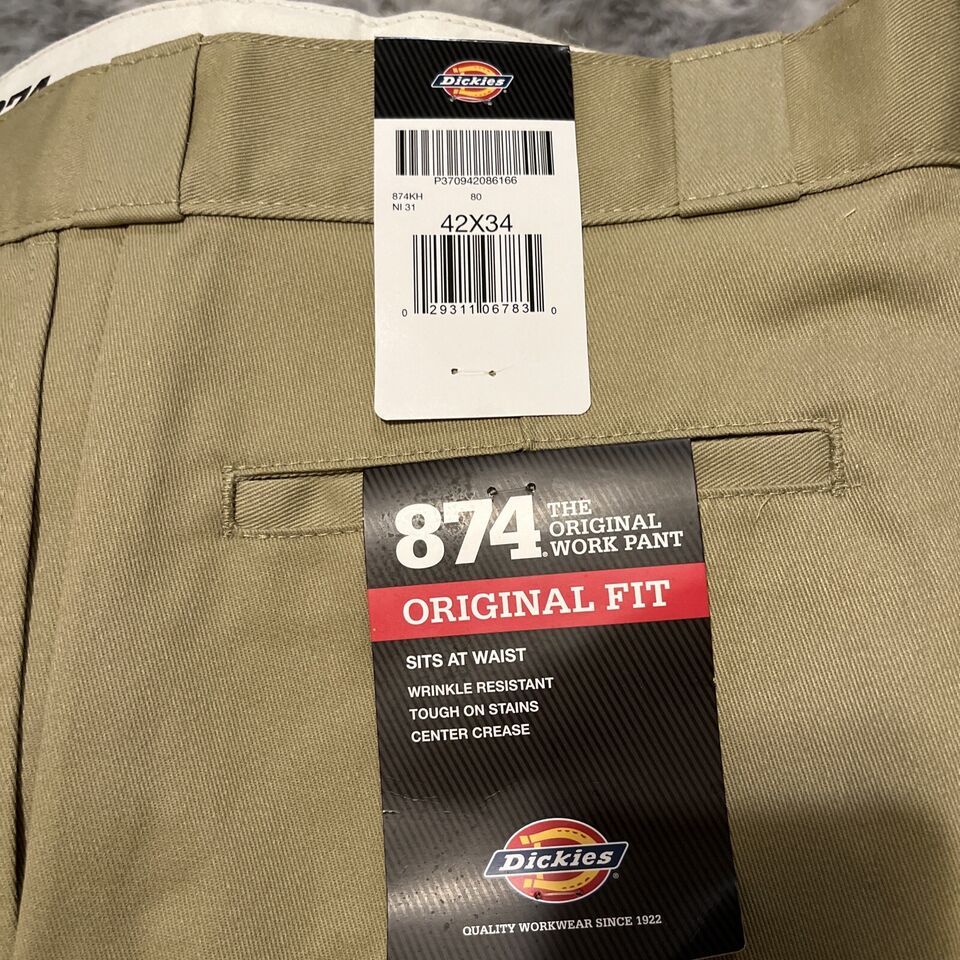 Dickies
P370942086166
874KH 80
NI 31
42X34
0 29311 06783 0
874
THE
ORIGINAL
WORK PANT
ORIGINAL FIT
SITS AT WAIST
WRINKLE RESISTANT
TOUGH ON STAINS
CENTER CREASE
Dickies
QUALITY WORKWEAR SINCE 1922